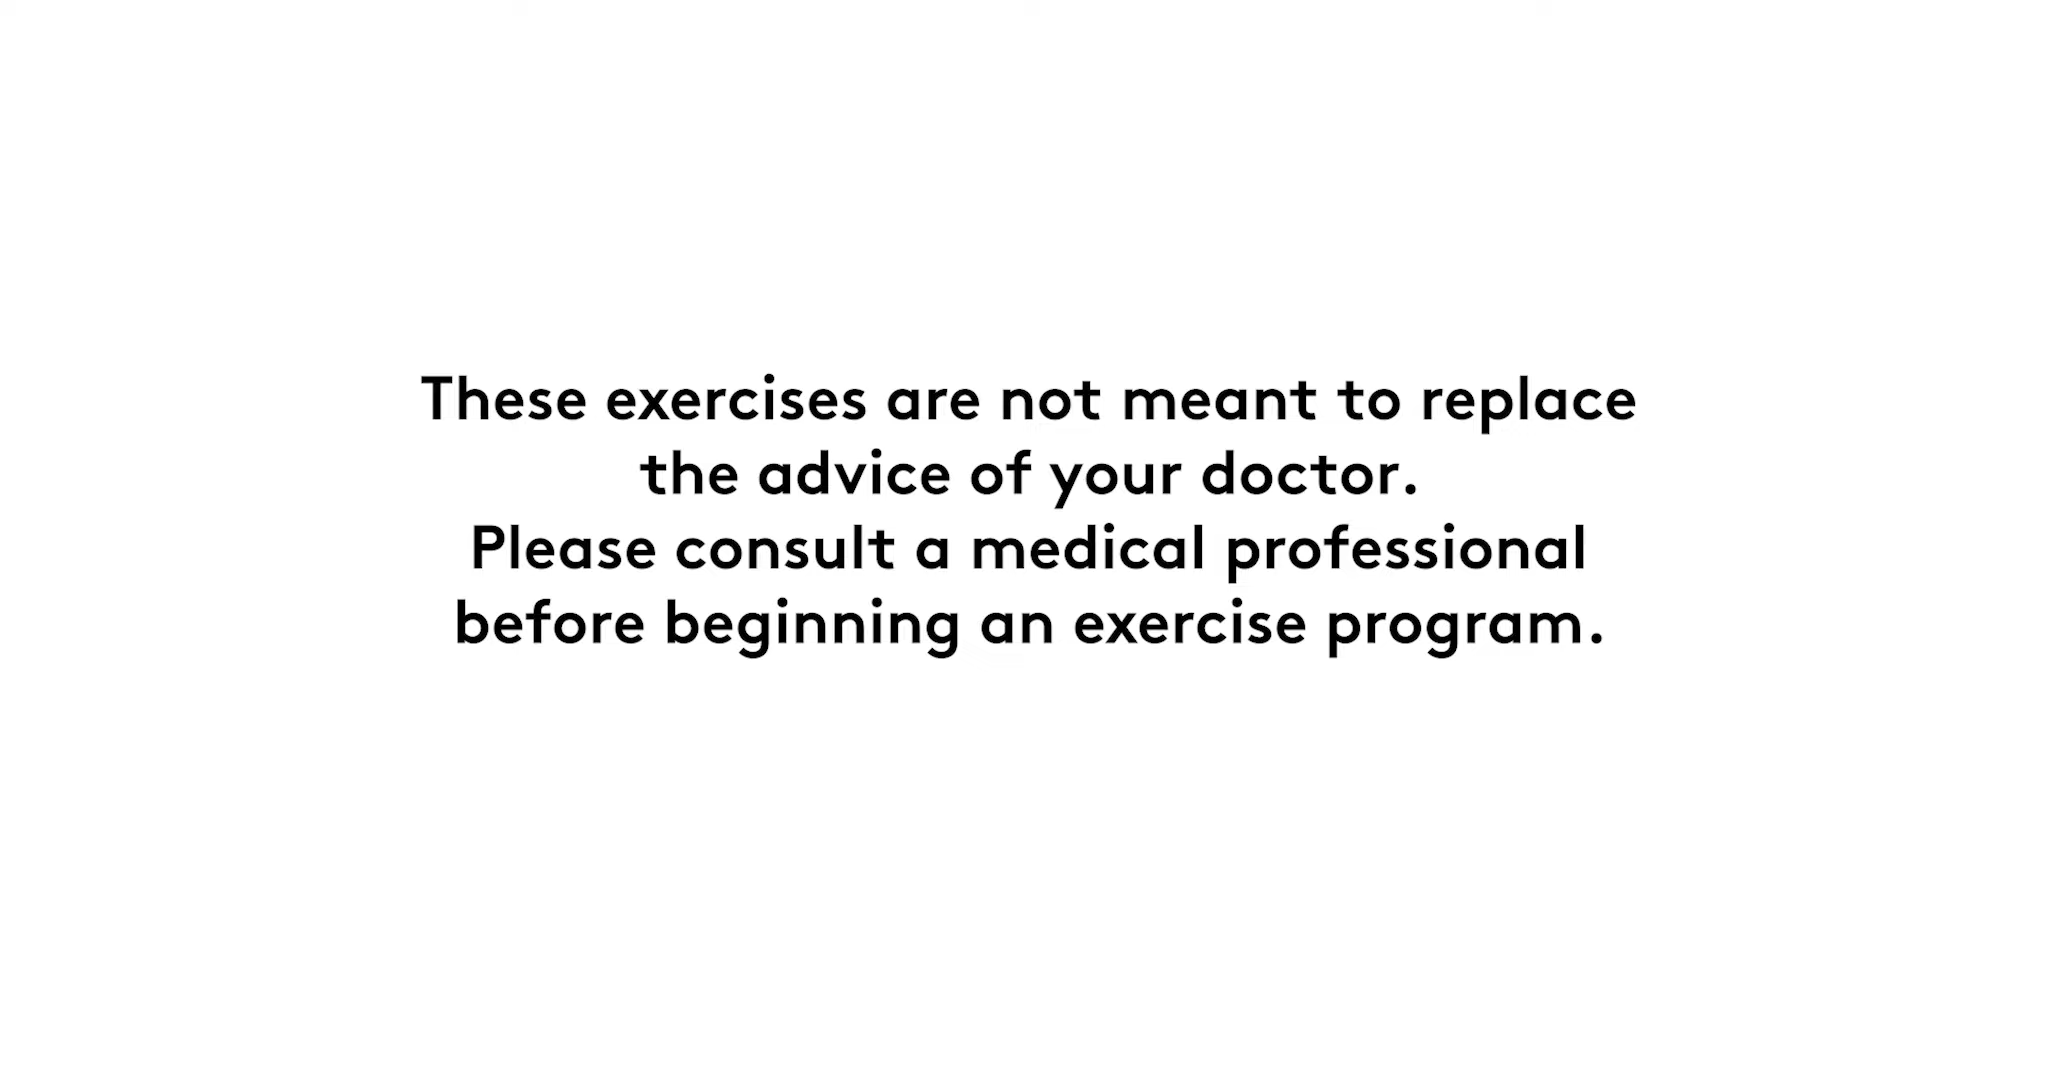 These exercises are not meant to replace
the advice of your doctor.
Please consult a medical professional
before beginning an exercise program.